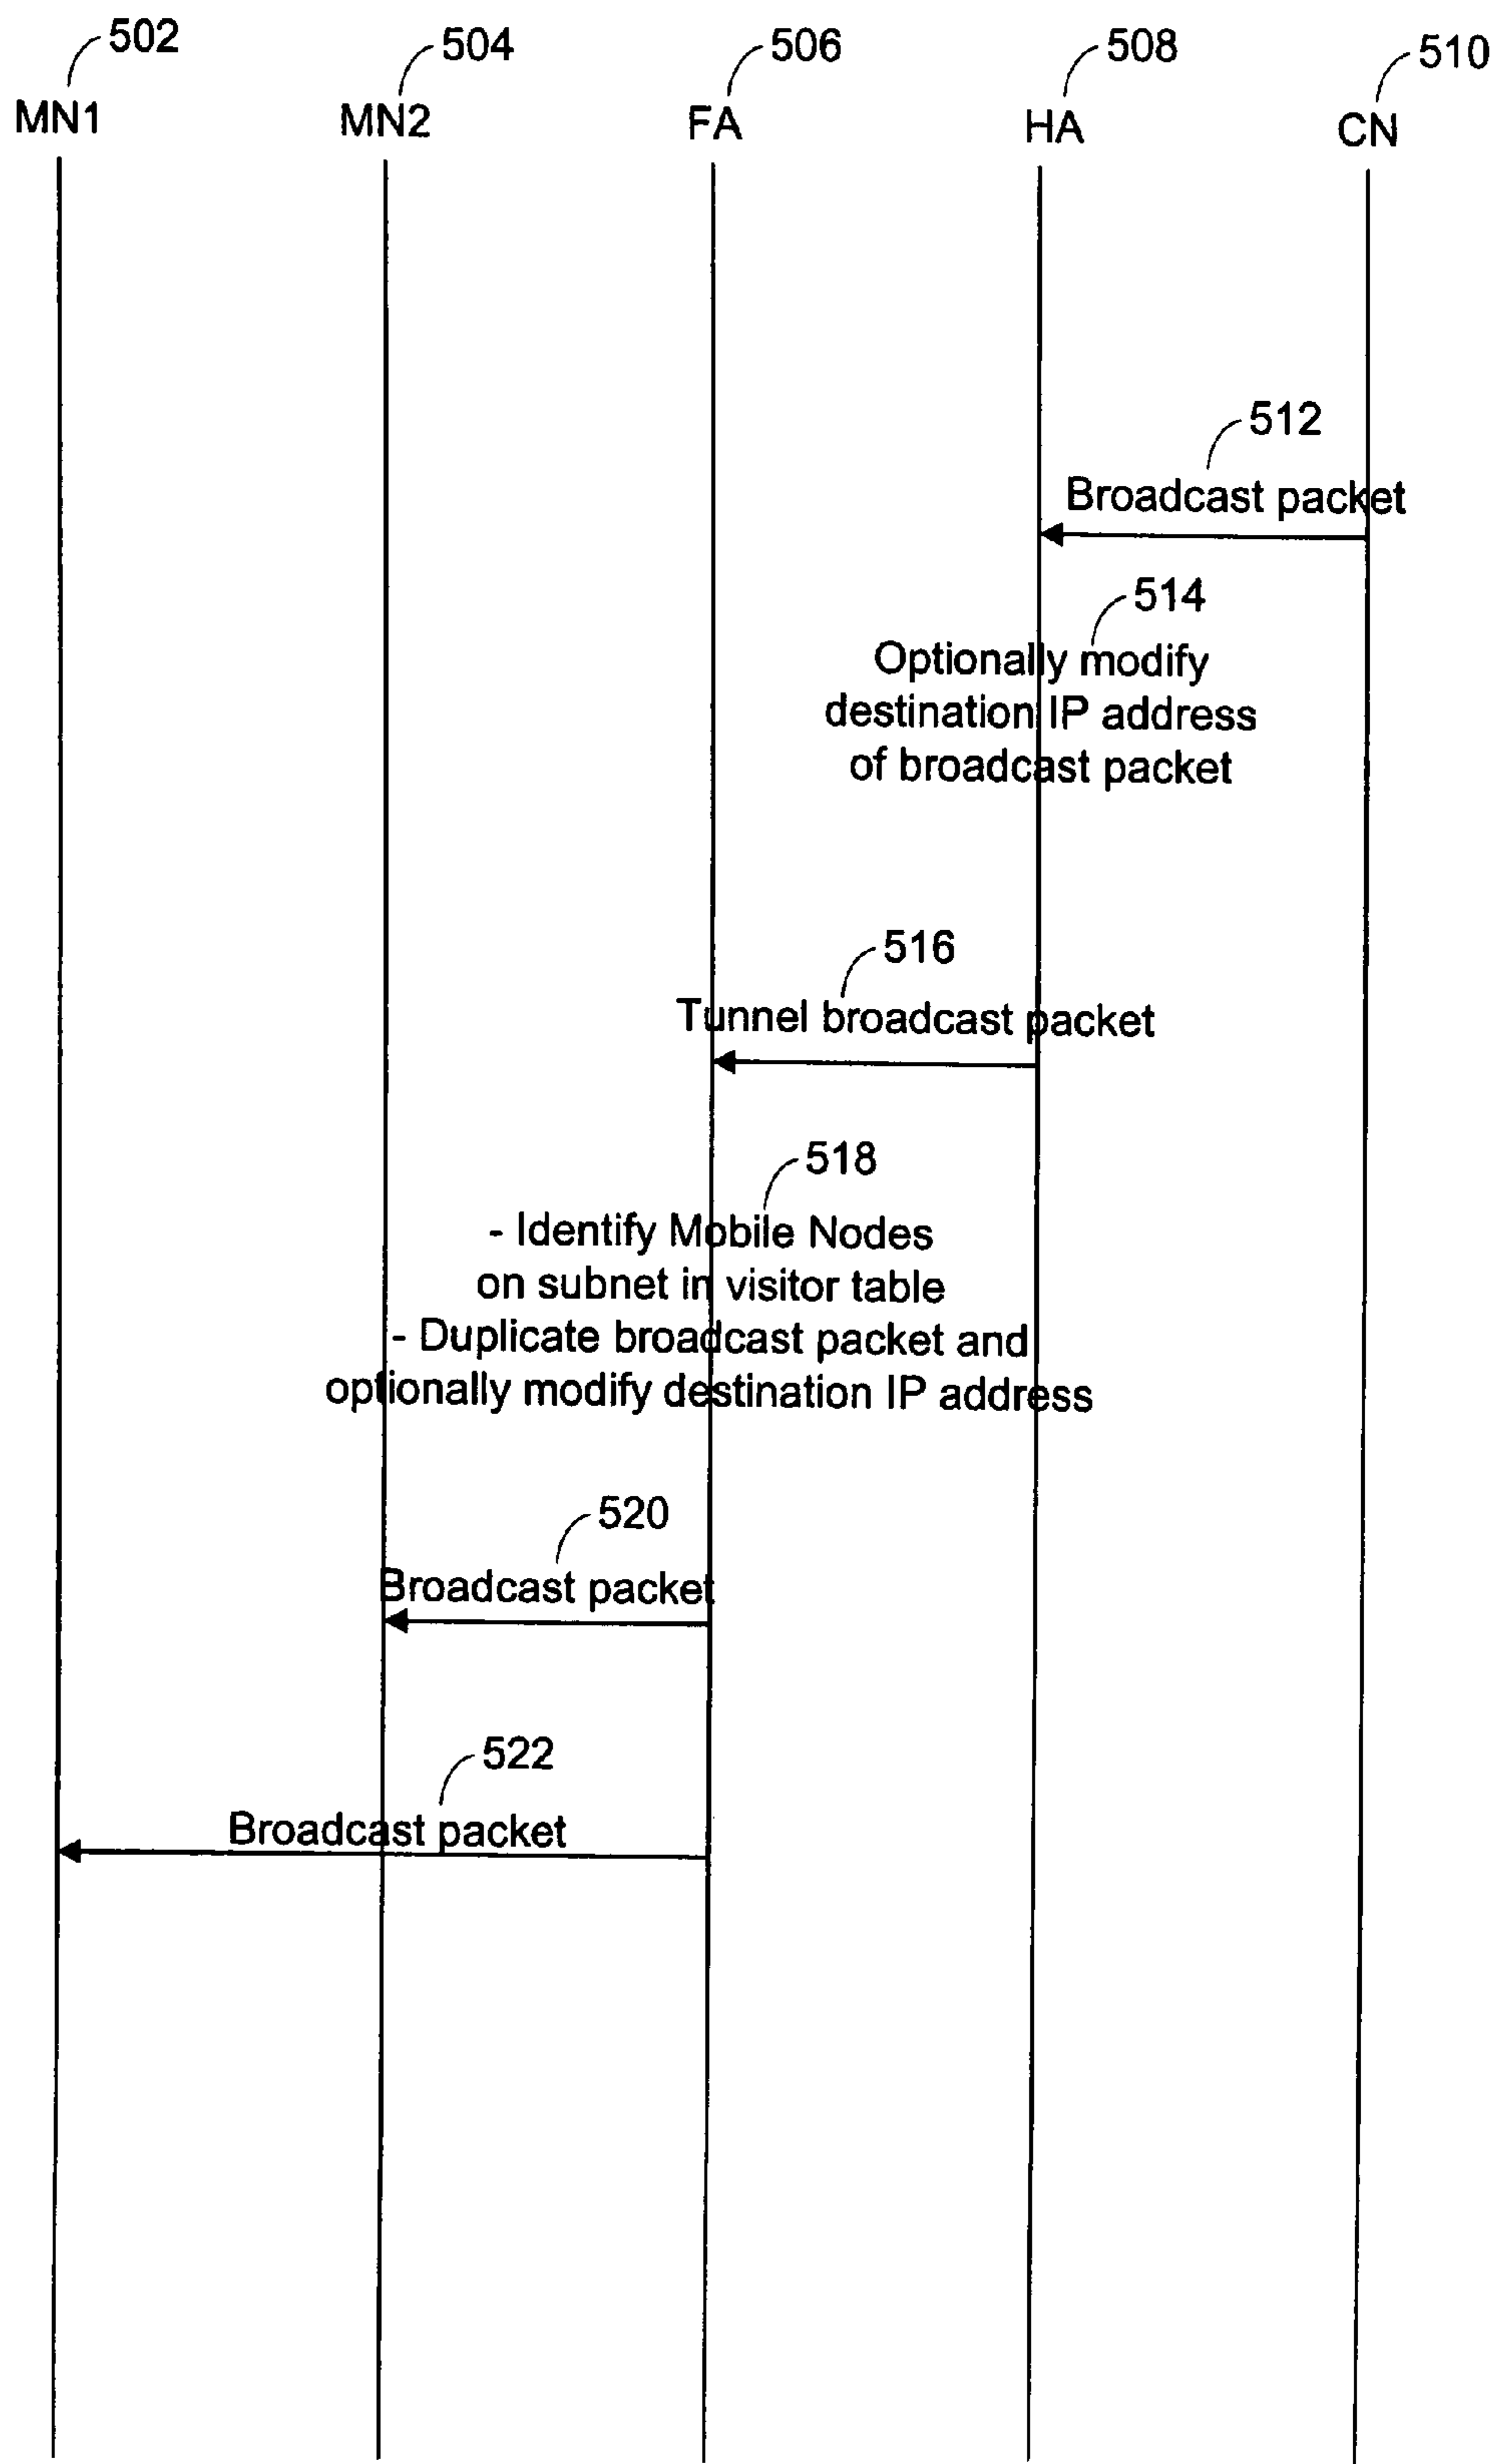 502 504 506 508 510
MN1 MN2 FA HA CN
512
Broadcast packet
514
Optionally modify
destination IP address
of broadcast packet
516
Tunnel broadcast packet
518
- Identify Mobile Nodes
on subnet in visitor table
- Duplicate broadcast packet and
optionally modify destination IP address
520
Broadcast packet
522
Broadcast packet